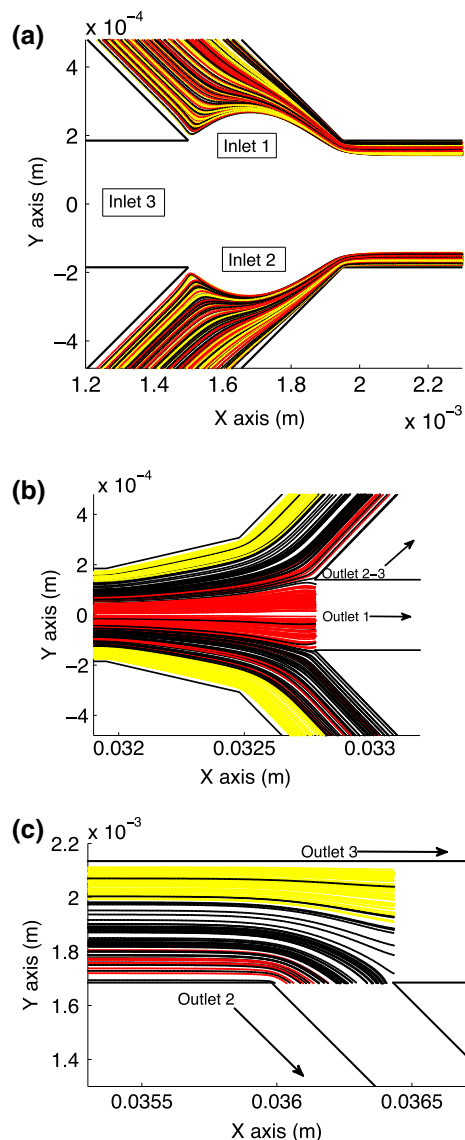 (a)
x 10⁻⁴
4
2
0
−2
−4
Y axis (m)
Inlet 1
Inlet 3
Inlet 2
1.2 1.4 1.6 1.8 2 2.2
X axis (m)
x 10⁻³
(b)
x 10⁻⁴
4
2
0
−2
−4
Y axis (m)
Outlet 2−3
Outlet 1
0.032 0.0325 0.033
X axis (m)
(c)
x 10⁻³
2.2
2
1.8
1.6
1.4
Y axis (m)
Outlet 3
Outlet 2
0.0355 0.036 0.0365
X axis (m)